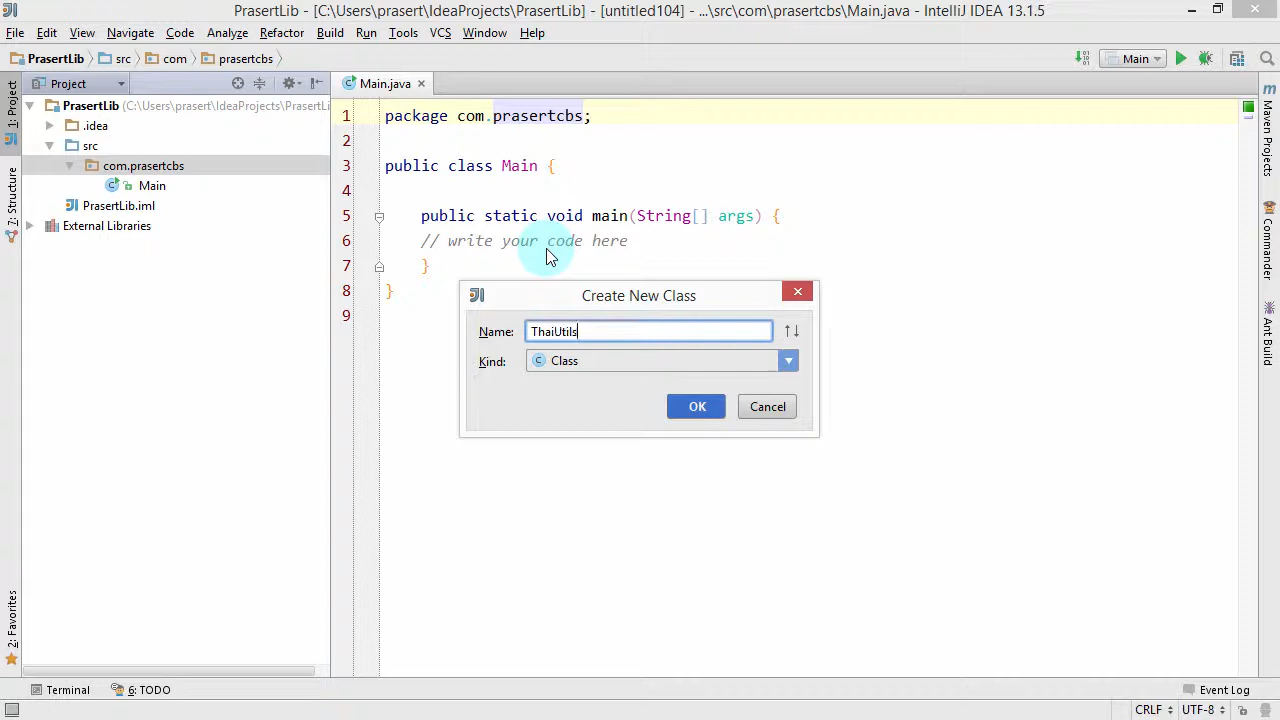 PrasertLib - [C:\Users\prasert\IdeaProjects\PrasertLib] - [untitled104] - ...\src\com\prasertcbs\Main.java - IntelliJ IDEA 13.1.5
File Edit View Navigate Code Analyze Refactor Build Run Tools VCS Window Help
PrasertLib src com prasertcbs Main
Project Main.java
1: Project
7: Structure
2: Favorites
PrasertLib (C:\Users\prasert\IdeaProjects\PrasertLi
.idea
src
com.prasertcbs
Main
PrasertLib.iml
External Libraries
1 package com.prasertcbs;
2
3 public class Main {
4
5 public static void main(String[] args) {
6 // write your code here
7 }
8 }
9
Create New Class
Name: ThaiUtils
Kind: Class
OK Cancel
Maven Projects
Commander
Ant Build
Terminal 6: TODO Event Log
CRLF UTF-8